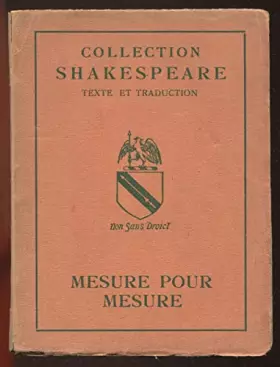 COLLECTION
SHAKESPEARE
TEXTE ET TRADUCTION
Non Sanz Droict
MESURE POUR
MESURE